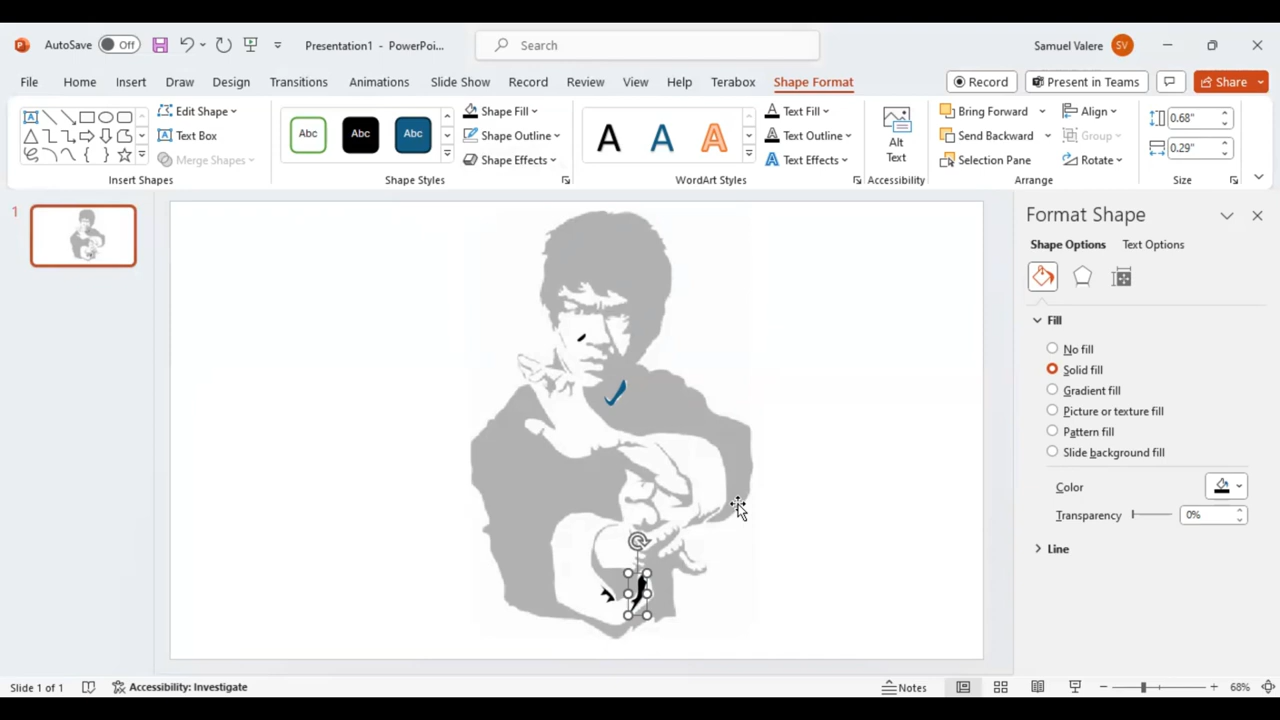 AutoSave Off Presentation1 - PowerPoi... Search Samuel Valere SV
File Home Insert Draw Design Transitions Animations Slide Show Record Review View Help Terabox Shape Format Record Present in Teams Share
Edit Shape
Text Box
Merge Shapes
Insert Shapes
Abc Abc Abc
Shape Fill
Shape Outline
Shape Effects
Shape Styles
A A A
Text Fill
Text Outline
Text Effects
WordArt Styles
Alt
Text
Accessibility
Bring Forward
Send Backward
Selection Pane
Align
Group
Rotate
Arrange
0.68"
0.29"
Size
1
Format Shape
Shape Options Text Options
Fill
No fill
Solid fill
Gradient fill
Picture or texture fill
Pattern fill
Slide background fill
Color
Transparency 0%
Line
Slide 1 of 1 Accessibility: Investigate Notes 68%